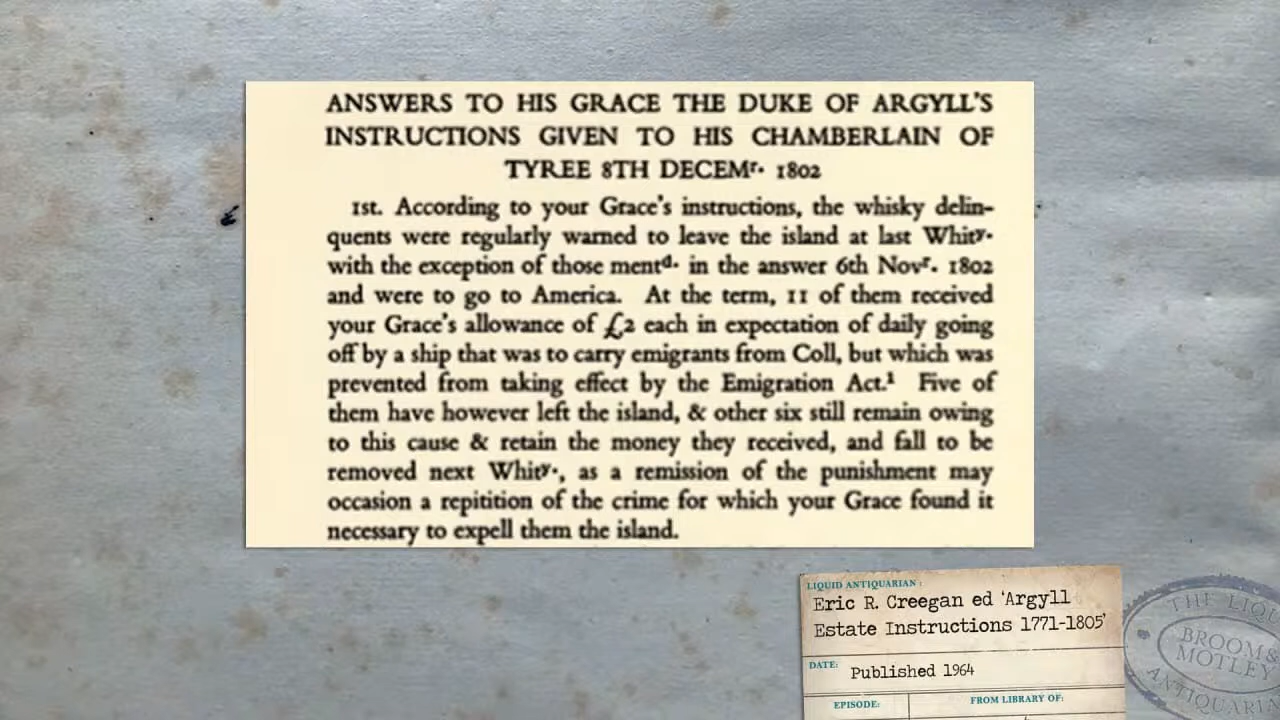 ANSWERS TO HIS GRACE THE DUKE OF ARGYLL'S
INSTRUCTIONS GIVEN TO HIS CHAMBERLAIN OF
TYREE 8TH DECEMr. 1802
1st. According to your Grace's instructions, the whisky delin-
quents were regularly warned to leave the island at last Whity.
with the exception of those mentd. in the answer 6th Novr. 1802
and were to go to America. At the term, 11 of them received
your Grace's allowance of £2 each in expectation of daily going
off by a ship that was to carry emigrants from Coll, but which was
prevented from taking effect by the Emigration Act.¹ Five of
them have however left the island, & other six still remain owing
to this cause & retain the money they received, and fall to be
removed next Whity., as a remission of the punishment may
occasion a repitition of the crime for which your Grace found it
necessary to expell them the island.
LIQUID ANTIQUARIAN :
Eric R. Creegan ed 'Argyll
Estate Instructions 1771-1805'
DATE: Published 1964
EPISODE: FROM LIBRARY OF:
THE LIQU
BROOM &
MOTLEY
ANTIQUARIAN